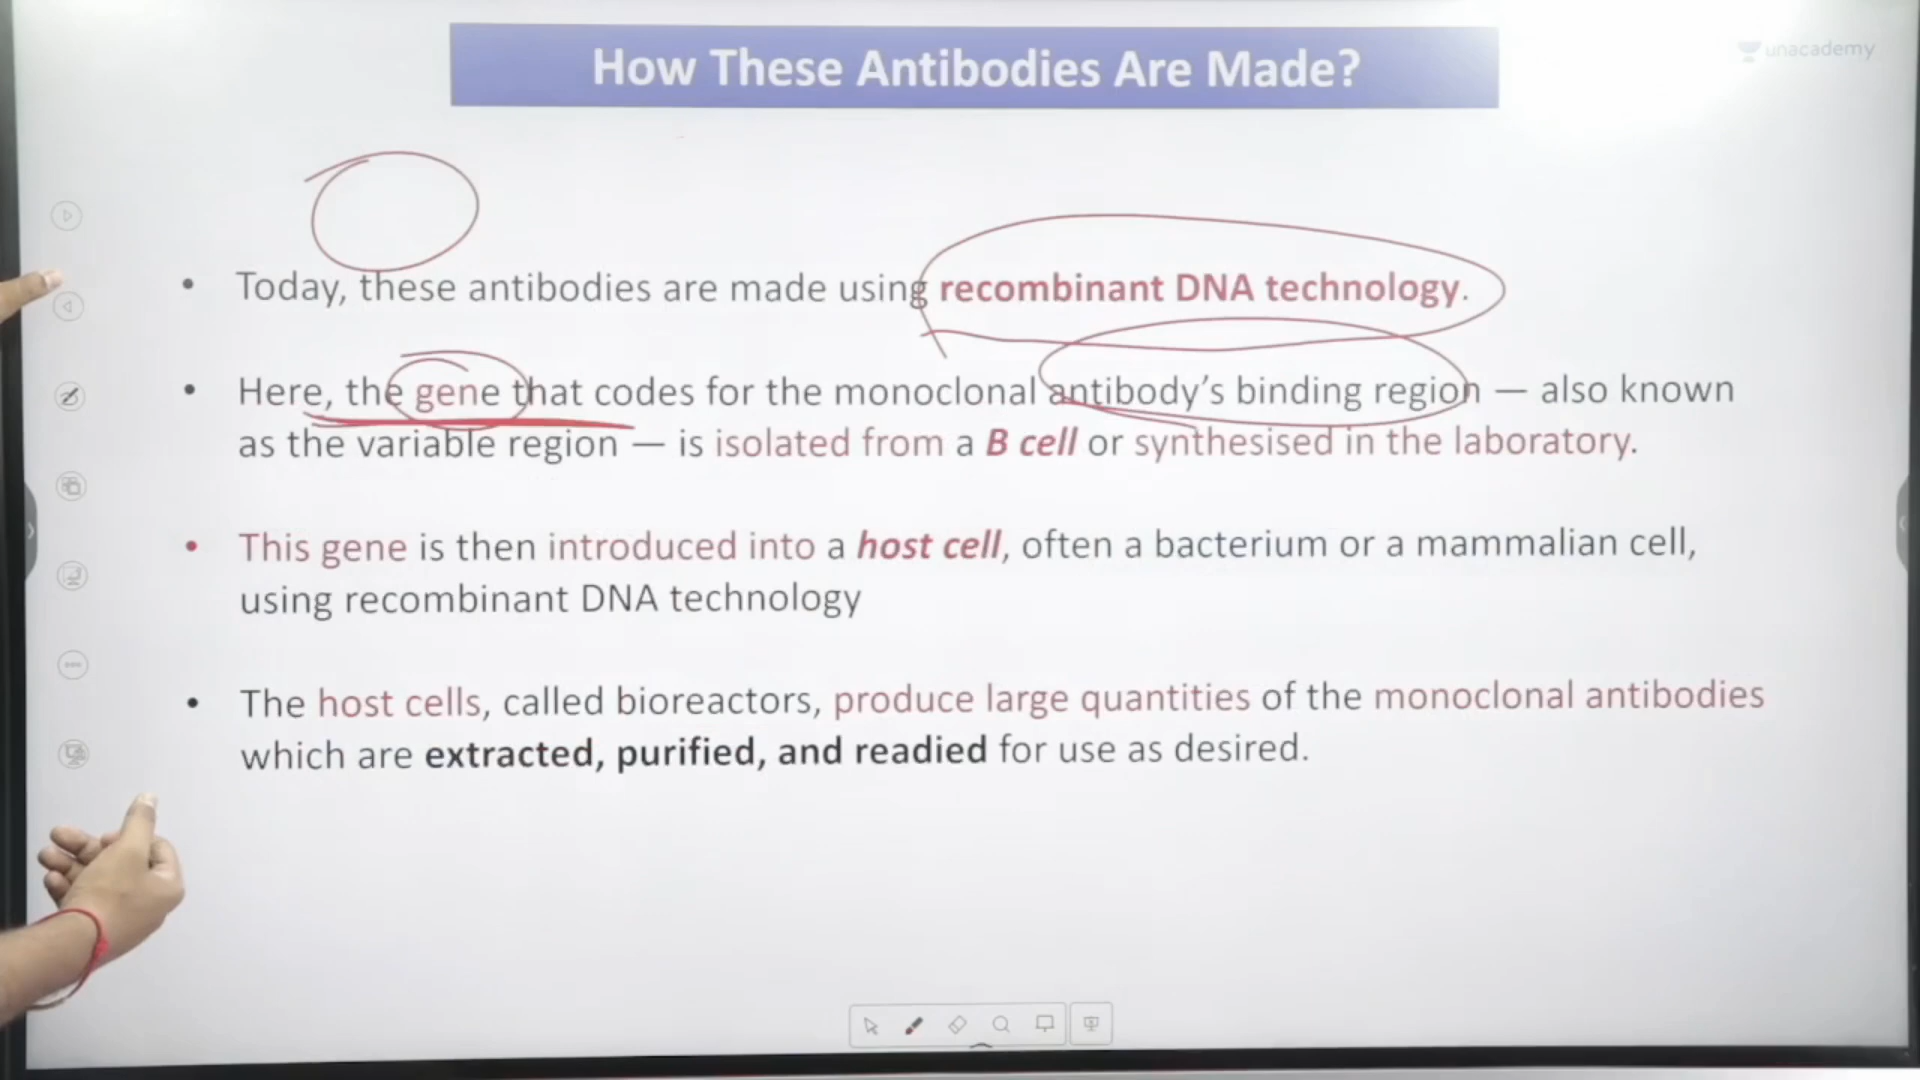 How These Antibodies Are Made?
unacademy
• Today, these antibodies are made using recombinant DNA technology.
• Here, the gene that codes for the monoclonal antibody’s binding region — also known
as the variable region — is isolated from a B cell or synthesised in the laboratory.
• This gene is then introduced into a host cell, often a bacterium or a mammalian cell,
using recombinant DNA technology
• The host cells, called bioreactors, produce large quantities of the monoclonal antibodies
which are extracted, purified, and readied for use as desired.